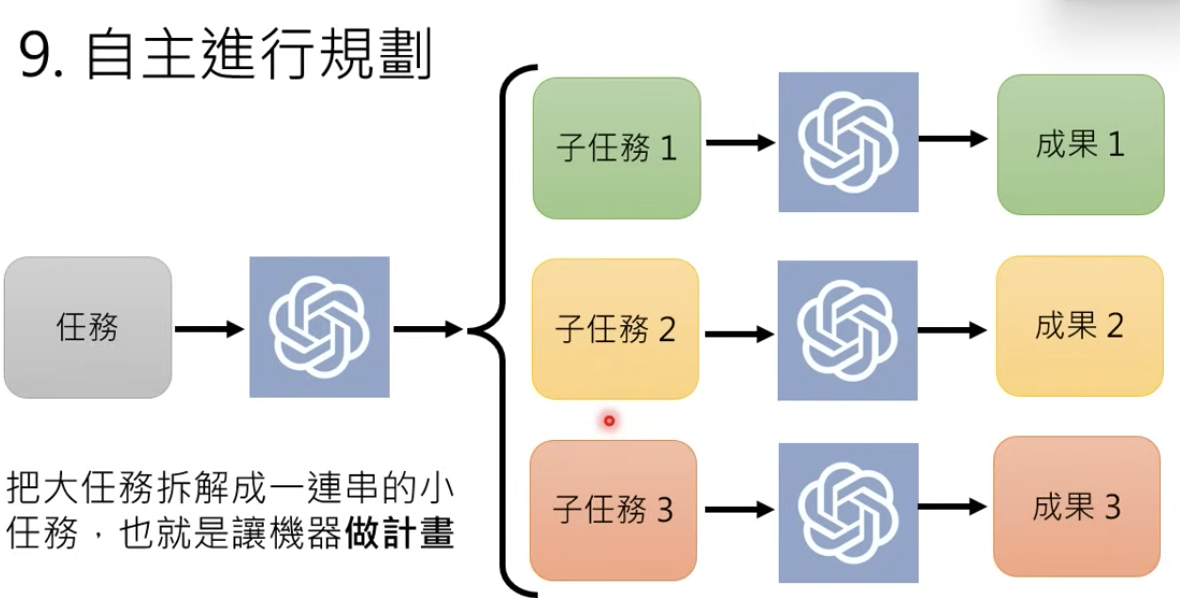 9. 自主進行規劃
子任務 1
成果 1
任務
子任務 2
成果 2
子任務 3
成果 3
把大任務拆解成一連串的小
任務，也就是讓機器做計畫